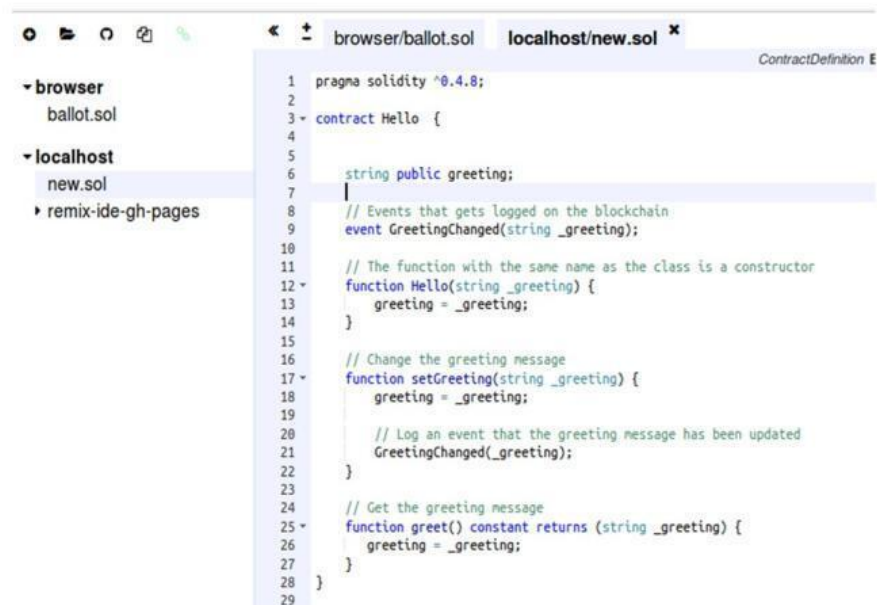 browser/ballot.sol localhost/new.sol
ContractDefinition E
browser
ballot.sol
localhost
new.sol
remix-ide-gh-pages
1 pragma solidity ^0.4.8;
2
3 contract Hello {
4
5
6 string public greeting;
7
8 // Events that gets logged on the blockchain
9 event GreetingChanged(string _greeting);
10
11 // The function with the same name as the class is a constructor
12 function Hello(string _greeting) {
13 greeting = _greeting;
14 }
15
16 // Change the greeting message
17 function setGreeting(string _greeting) {
18 greeting = _greeting;
19
20 // Log an event that the greeting message has been updated
21 GreetingChanged(_greeting);
22 }
23
24 // Get the greeting message
25 function greet() constant returns (string _greeting) {
26 greeting = _greeting;
27 }
28 }
29